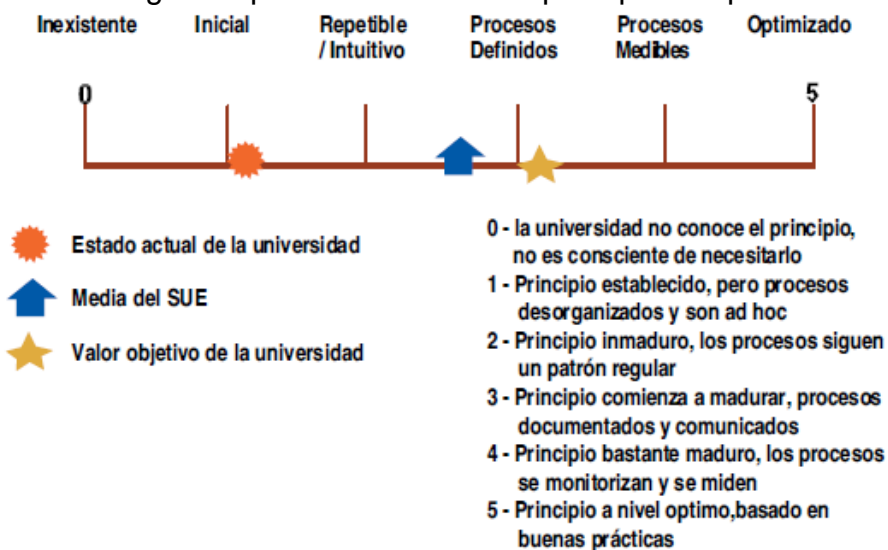 Inexistente Inicial Repetible Procesos Procesos Optimizado
/ Intuitivo Definidos Medibles
0 5
Estado actual de la universidad
Media del SUE
Valor objetivo de la universidad
0 - la universidad no conoce el principio,
no es consciente de necesitarlo
1 - Principio establecido, pero procesos
desorganizados y son ad hoc
2 - Principio inmaduro, los procesos siguen
un patrón regular
3 - Principio comienza a madurar, procesos
documentados y comunicados
4 - Principio bastante maduro, los procesos
se monitorizan y se miden
5 - Principio a nivel optimo,basado en
buenas prácticas